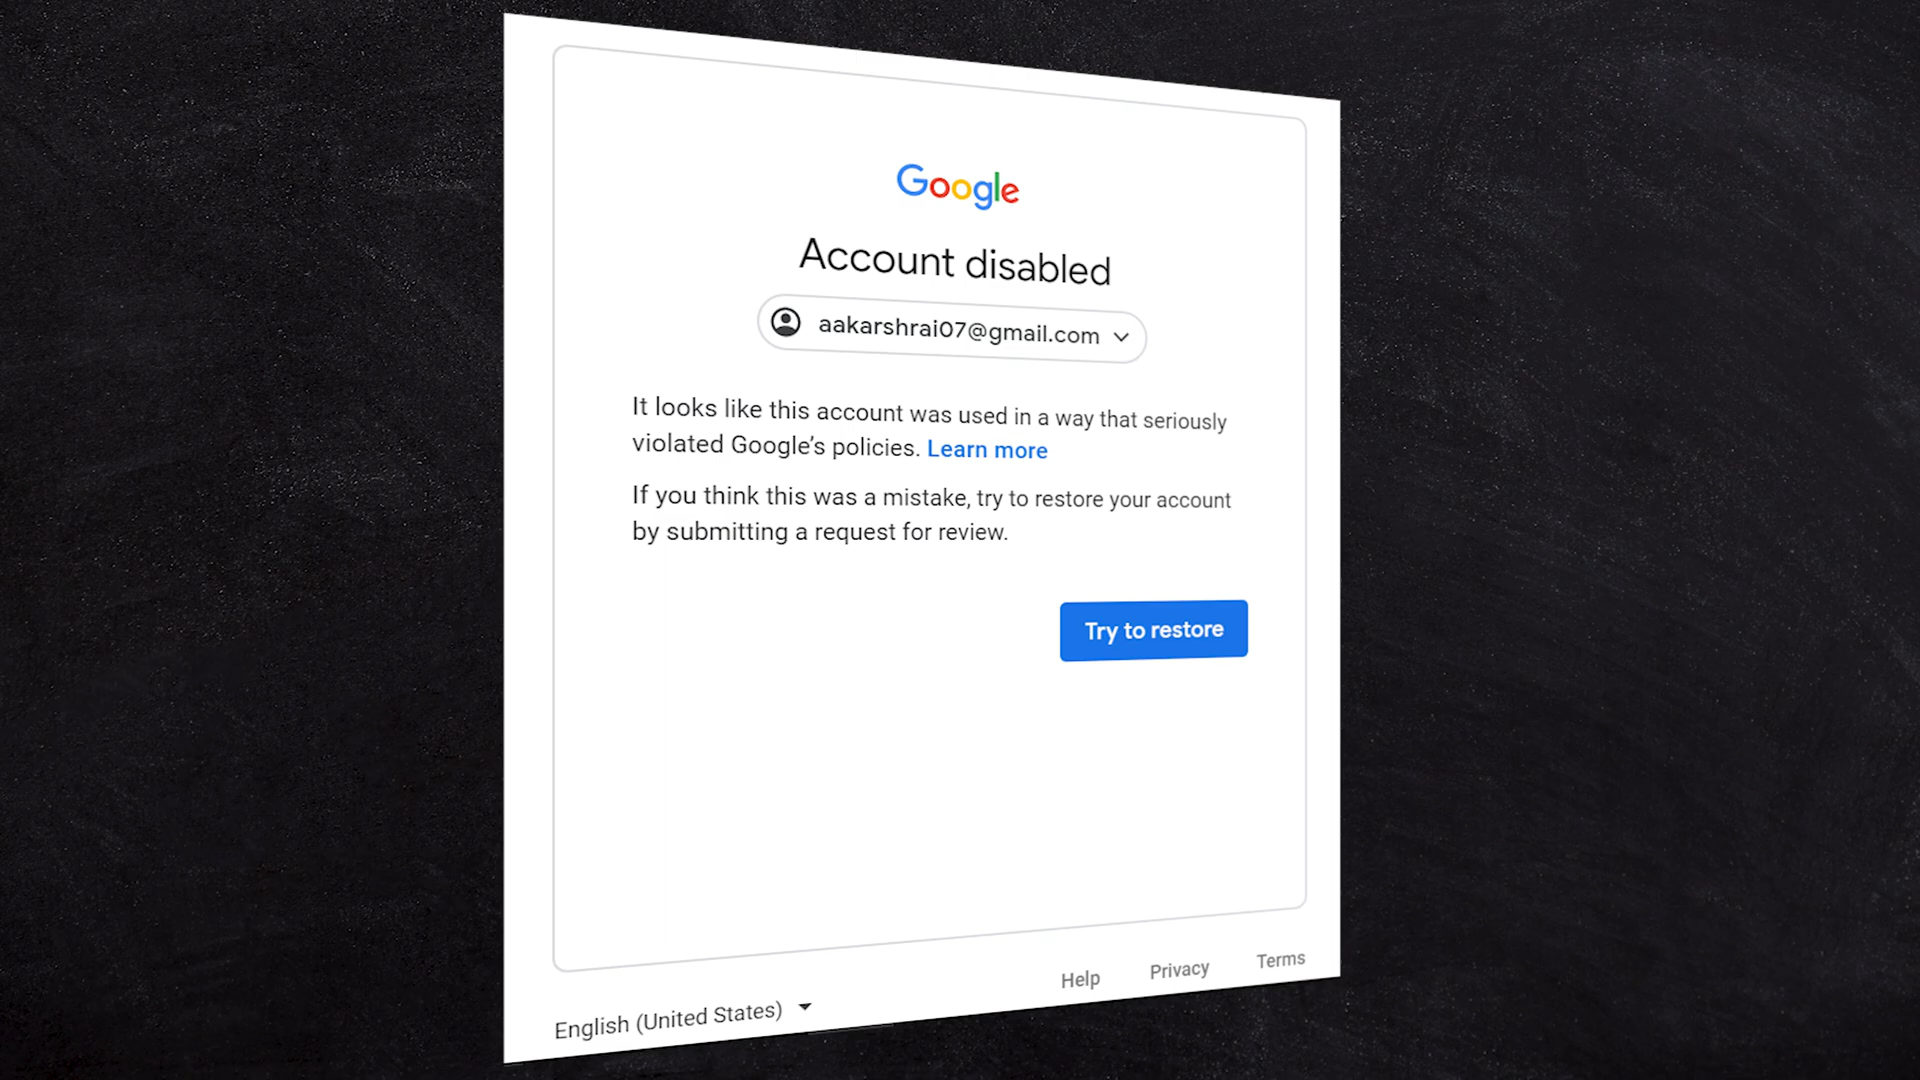 Google
Account disabled
aakarshrai07@gmail.com
It looks like this account was used in a way that seriously
violated Google’s policies. Learn more
If you think this was a mistake, try to restore your account
by submitting a request for review.
Try to restore
English (United States)
Help Privacy Terms